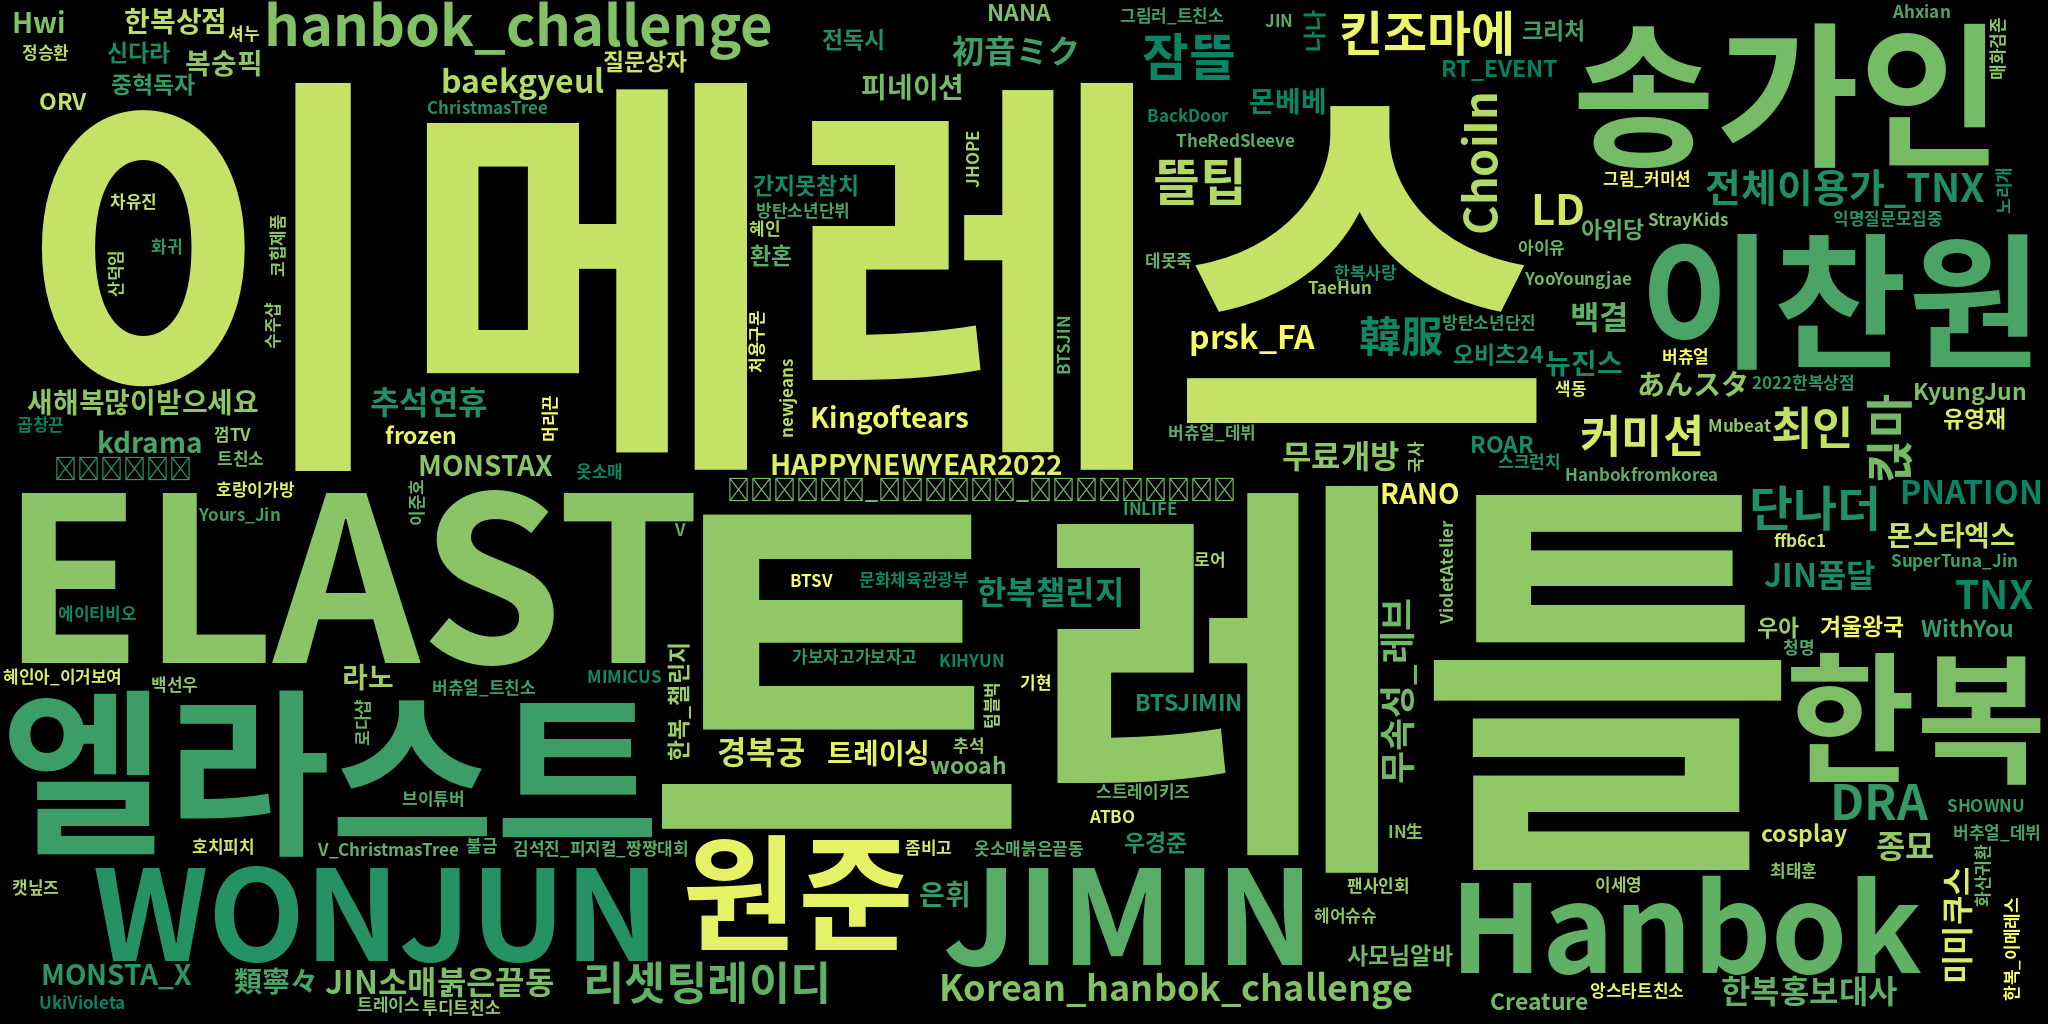 Hwi
한복상점
셔누
hanbok_challenge
NANA
그림러_트친소
JIN
나나
킨조마에
크리처
Ahxian
정승환
신다라
복숭픽
질문상자
전독시
初音ミク
잠뜰
RT_EVENT
송가인
매화검존
중혁독자
baekgyeul
피네이션
ORV
ChristmasTree
몬베베
BackDoor
ChoiIn
이메레스
JHOPE
TheRedSleeve
뜰팁
그림_커미션
전체이용가_TNX
노리개
차유진
간지못참치
방탄소년단뷔
혜인
환혼
LD
아위당
StrayKids
익명질문모집중
코힙제품
화귀
산덕임
데못죽
한복사랑
TaeHun
아이유
YooYoungjae
이찬원
수주샵
처용구몬
BTSJIN
prsk_FA
韓服
방탄소년단진
백결
오비츠24
뉴진스
버츄얼
새해복많이받으세요
추석연휴
머리끈
newjeans
Kingoftears
색동
あんスタ
2022한복상점
KyungJun
곱창끈
kdrama
껌TV
트친소
frozen
MONSTAX
옷소매
HAPPYNEWYEAR2022
버츄얼_데뷔
무료개방
국사
ROAR
스크런치
커미션
Mubeat
최인
킶마
유영재
Hanbokfromkorea
호랑이가방
Yours_Jin
이준호
V
INLIFE
RANO
단나더
PNATION
ffb6c1
몬스타엑스
SuperTuna_Jin
ELAST
에이티비오
BTSV
문화체육관광부
한복챌린지
로어
VioletAtelier
JIN품달
TNX
트레틀
우아
겨울왕국
WithYou
청명
혜인아_이거보여
백선우
라노
버츄얼_트친소
MIMICUS
한복_챌린지
가보자고가보자고
KIHYUN
기현
텀블벅
BTSJIMIN
무속성_레브
한복
엘라스트
로다샵
브이튜버
경복궁
트레이싱
추석
wooah
스트레이키즈
ATBO
DRA
SHOWNU
호치피치
V_ChristmasTree
불금
김석진_피지컬_짱짱대회
좀비고
옷소매붉은끝동
우경준
IN生
cosplay
종묘
버추얼_데뷔
캣닢즈
WONJUN
원준
은휘
JIMIN
팬사인회
헤어슈슈
이세영
최태훈
Hanbok
화산귀환
미미쿠스
한복_이메레스
MONSTA_X
UkiVioleta
類寧々
JIN소매붉은끝동
트레이스
투디트친소
리셋팅레이디
Korean_hanbok_challenge
사모님알바
Creature
앙스타트친소
한복홍보대사